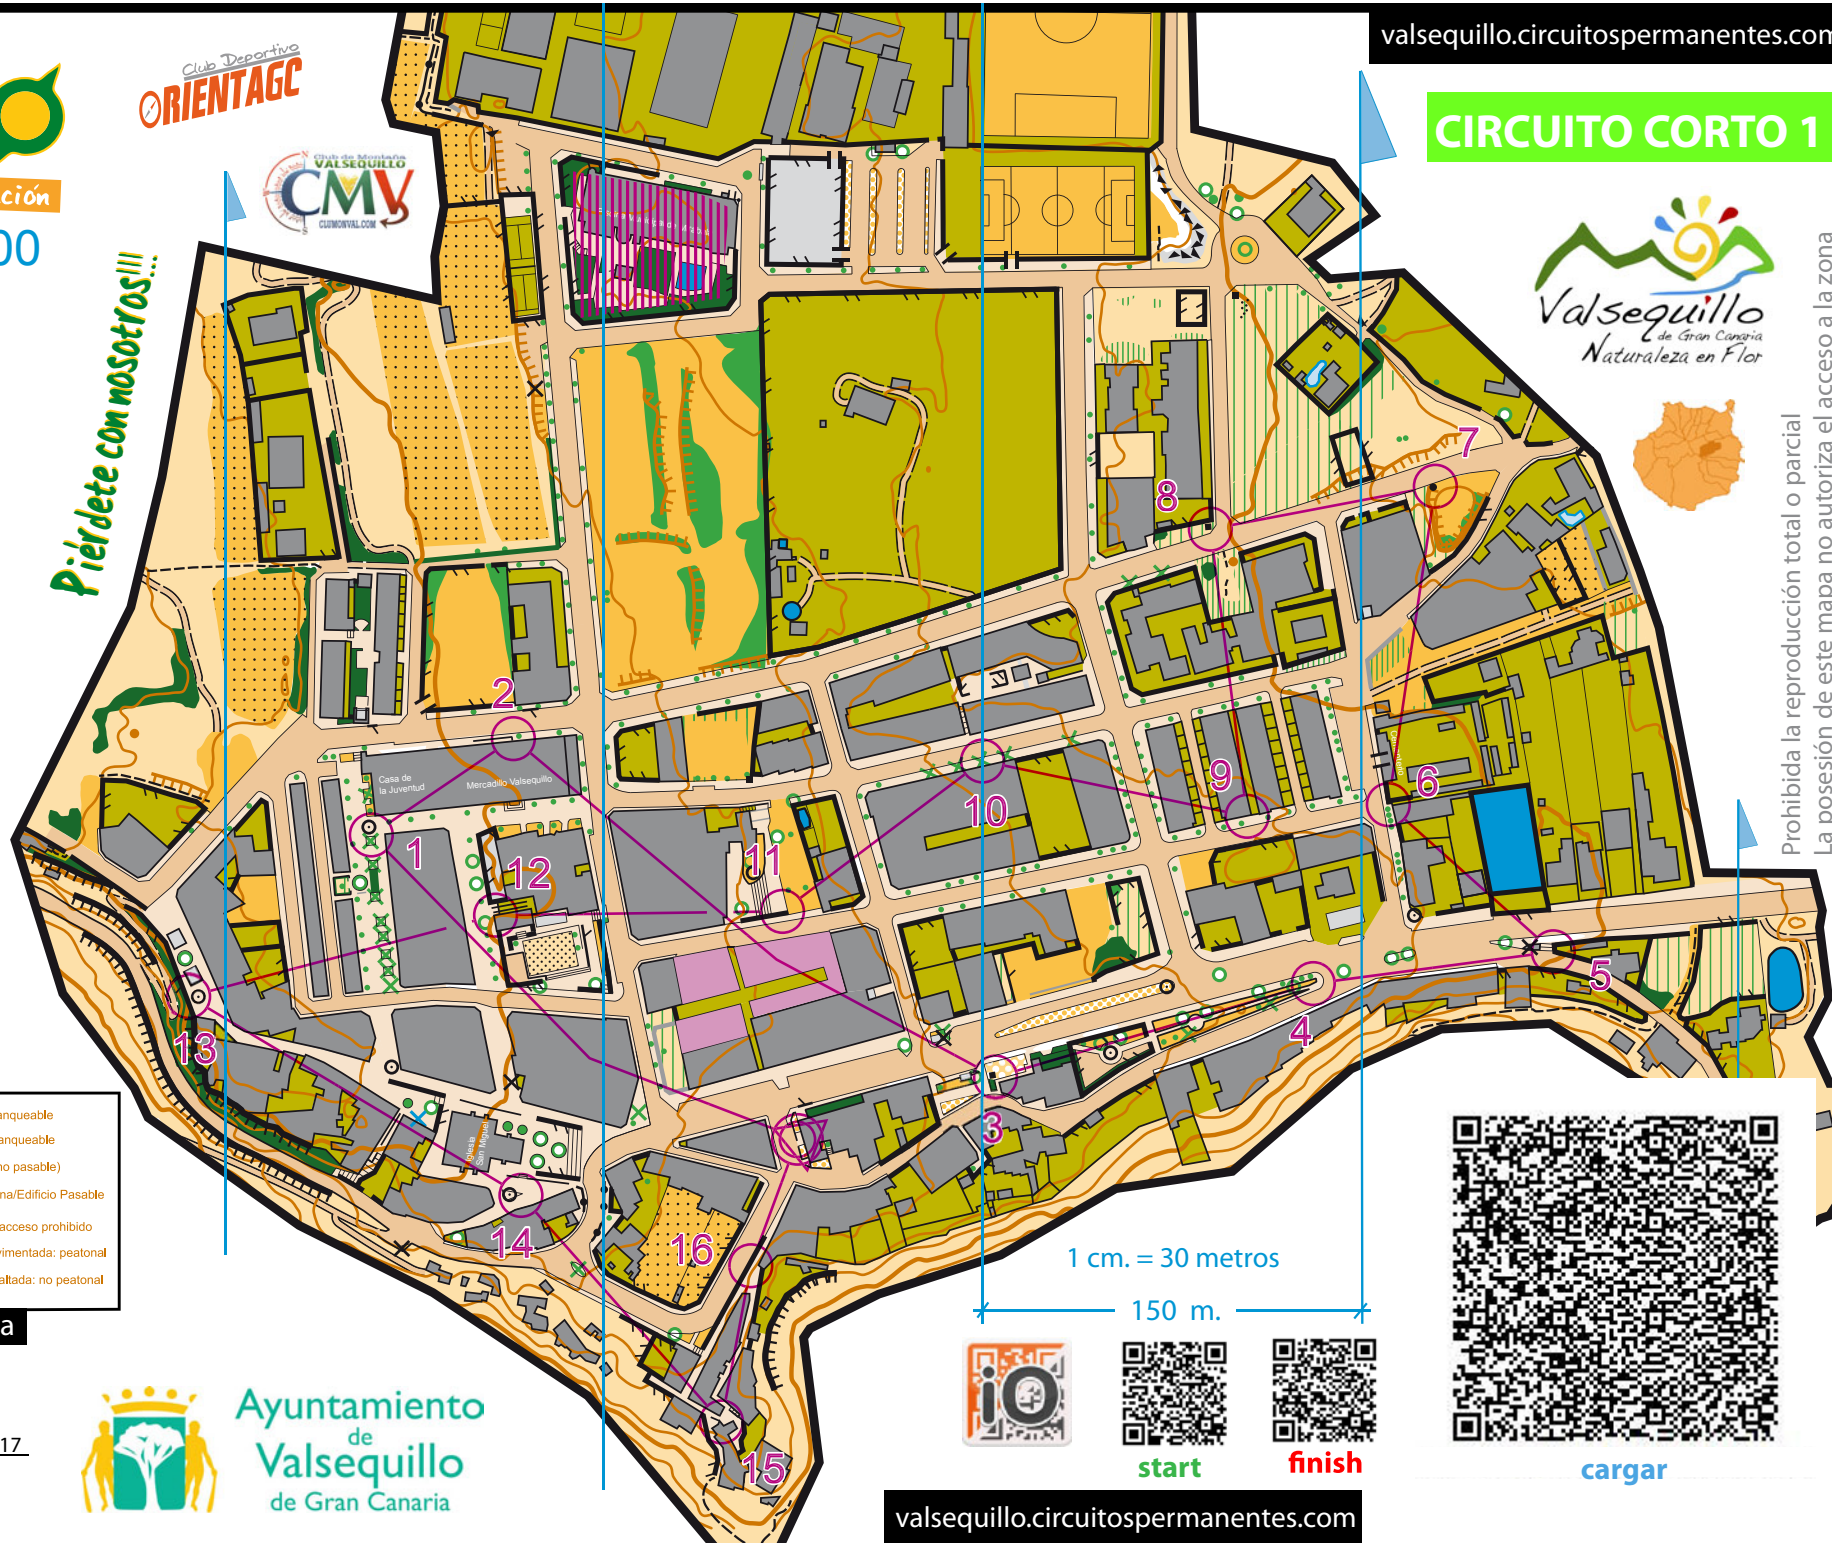 valsequillo.circuitospermanentes.com
CIRCUITO CORTO 1
Club Deportivo
ORIENTAGC
Club de Montaña
VALSEQUILLO
CMV
CLUMONVAL.COM
ción
00
Piérdete con nosotros!!!
Valsequillo
de Gran Canaria
Naturaleza en Flor
Prohibida la reproducción total o parcial
La posesión de este mapa no autoriza el acceso a la zona
7
8
2
Casa de
la Juventud
Mercadillo Valsequillo
9
6
10
1
12
11
5
4
13
3
Iglesia
San Miguel
14
16
15
anqueable
anqueable
no pasable)
na/Edificio Pasable
acceso prohibido
vimentada: peatonal
altada: no peatonal
a
17
1 cm. = 30 metros
150 m.
iO
start
finish
cargar
Ayuntamiento
de
Valsequillo
de Gran Canaria
valsequillo.circuitospermanentes.com